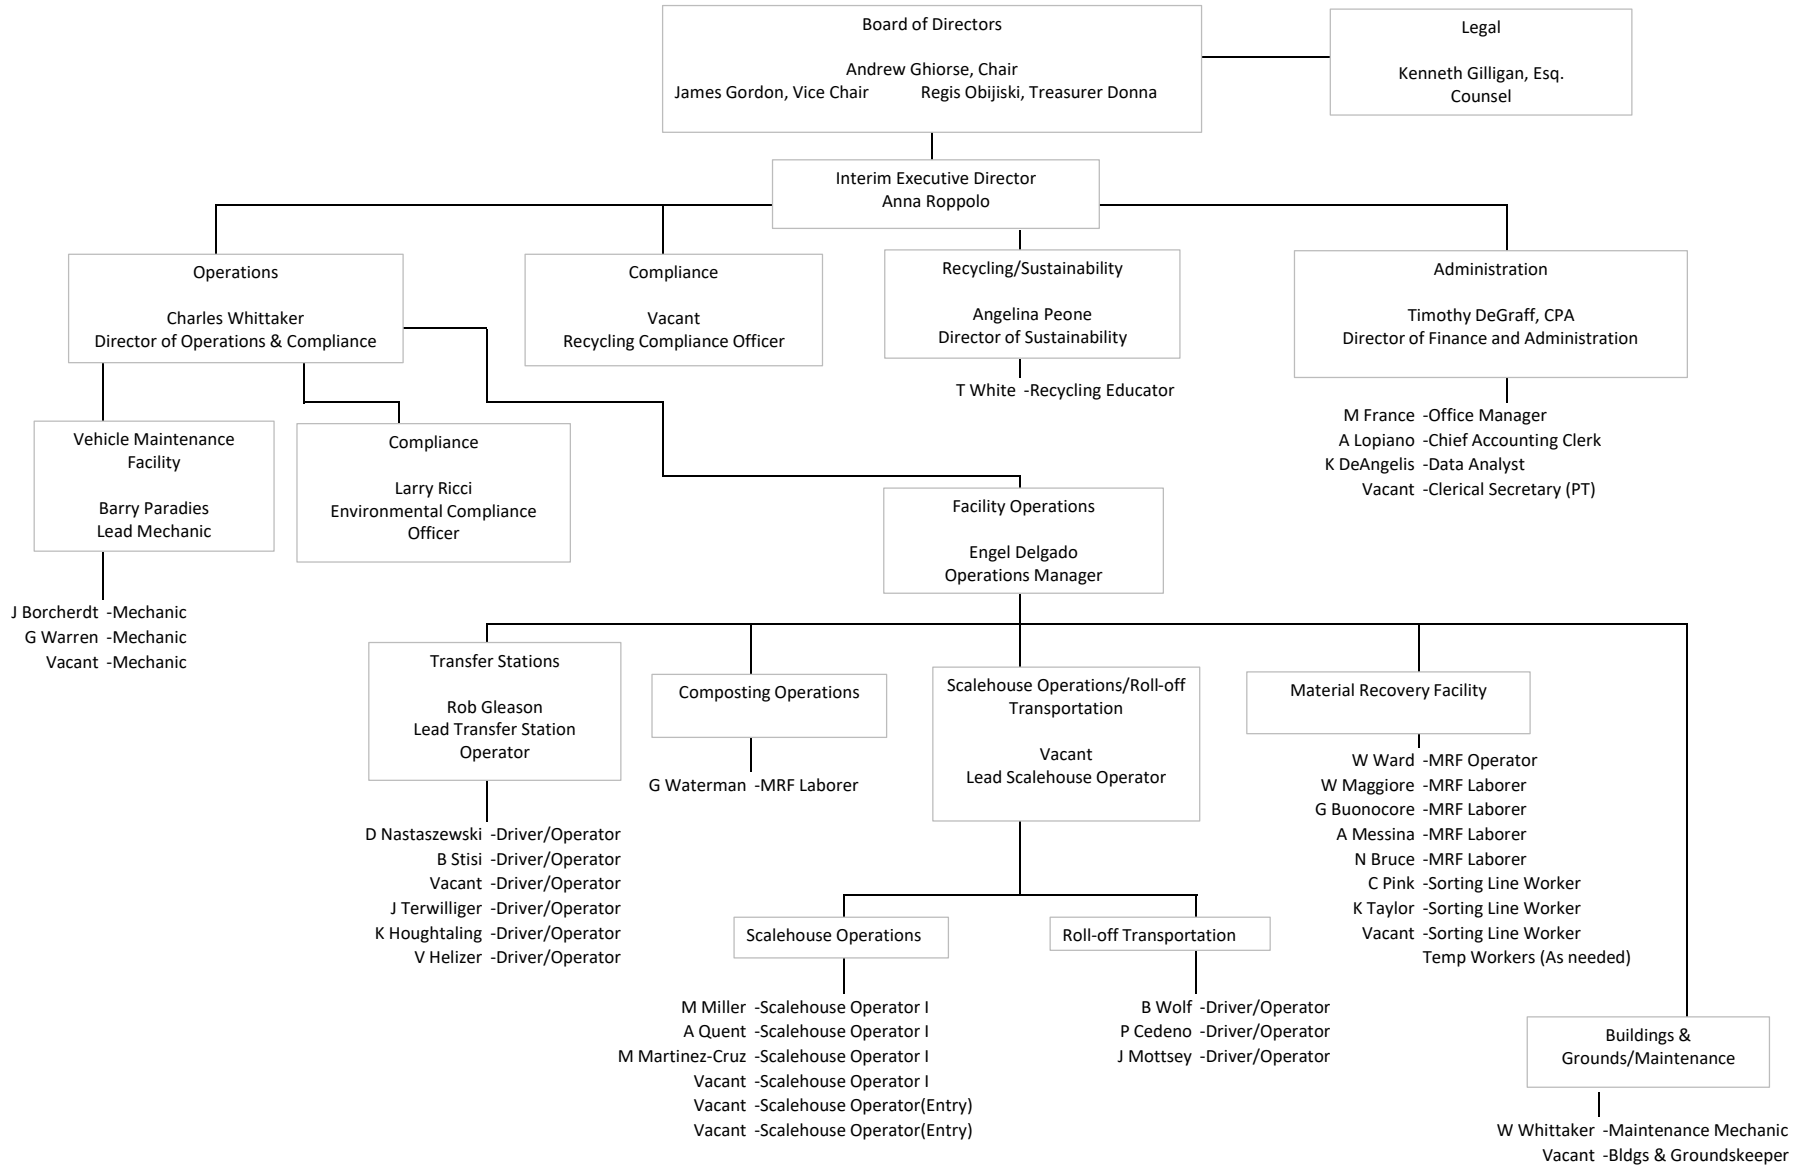 Board of Directors
Andrew Ghiorse, Chair
James Gordon, Vice Chair Regis Obijiski, Treasurer Donna
Legal
Kenneth Gilligan, Esq.
Counsel
Interim Executive Director
Anna Roppolo
Operations
Charles Whittaker
Director of Operations & Compliance
Compliance
Vacant
Recycling Compliance Officer
Recycling/Sustainability
Angelina Peone
Director of Sustainability
T White -Recycling Educator
Administration
Timothy DeGraff, CPA
Director of Finance and Administration
M France -Office Manager
A Lopiano -Chief Accounting Clerk
K DeAngelis -Data Analyst
Vacant -Clerical Secretary (PT)
Vehicle Maintenance
Facility
Barry Paradies
Lead Mechanic
J Borcherdt -Mechanic
G Warren -Mechanic
Vacant -Mechanic
Compliance
Larry Ricci
Environmental Compliance
Officer
Facility Operations
Engel Delgado
Operations Manager
Transfer Stations
Rob Gleason
Lead Transfer Station
Operator
D Nastaszewski -Driver/Operator
B Stisi -Driver/Operator
Vacant -Driver/Operator
J Terwilliger -Driver/Operator
K Houghtaling -Driver/Operator
V Helizer -Driver/Operator
Composting Operations
G Waterman -MRF Laborer
Scalehouse Operations/Roll-off
Transportation
Vacant
Lead Scalehouse Operator
Scalehouse Operations
M Miller -Scalehouse Operator I
A Quent -Scalehouse Operator I
M Martinez-Cruz -Scalehouse Operator I
Vacant -Scalehouse Operator I
Vacant -Scalehouse Operator(Entry)
Vacant -Scalehouse Operator(Entry)
Roll-off Transportation
B Wolf -Driver/Operator
P Cedeno -Driver/Operator
J Mottsey -Driver/Operator
Material Recovery Facility
W Ward -MRF Operator
W Maggiore -MRF Laborer
G Buonocore -MRF Laborer
A Messina -MRF Laborer
N Bruce -MRF Laborer
C Pink -Sorting Line Worker
K Taylor -Sorting Line Worker
Vacant -Sorting Line Worker
Temp Workers (As needed)
Buildings &
Grounds/Maintenance
W Whittaker -Maintenance Mechanic
Vacant -Bldgs & Groundskeeper